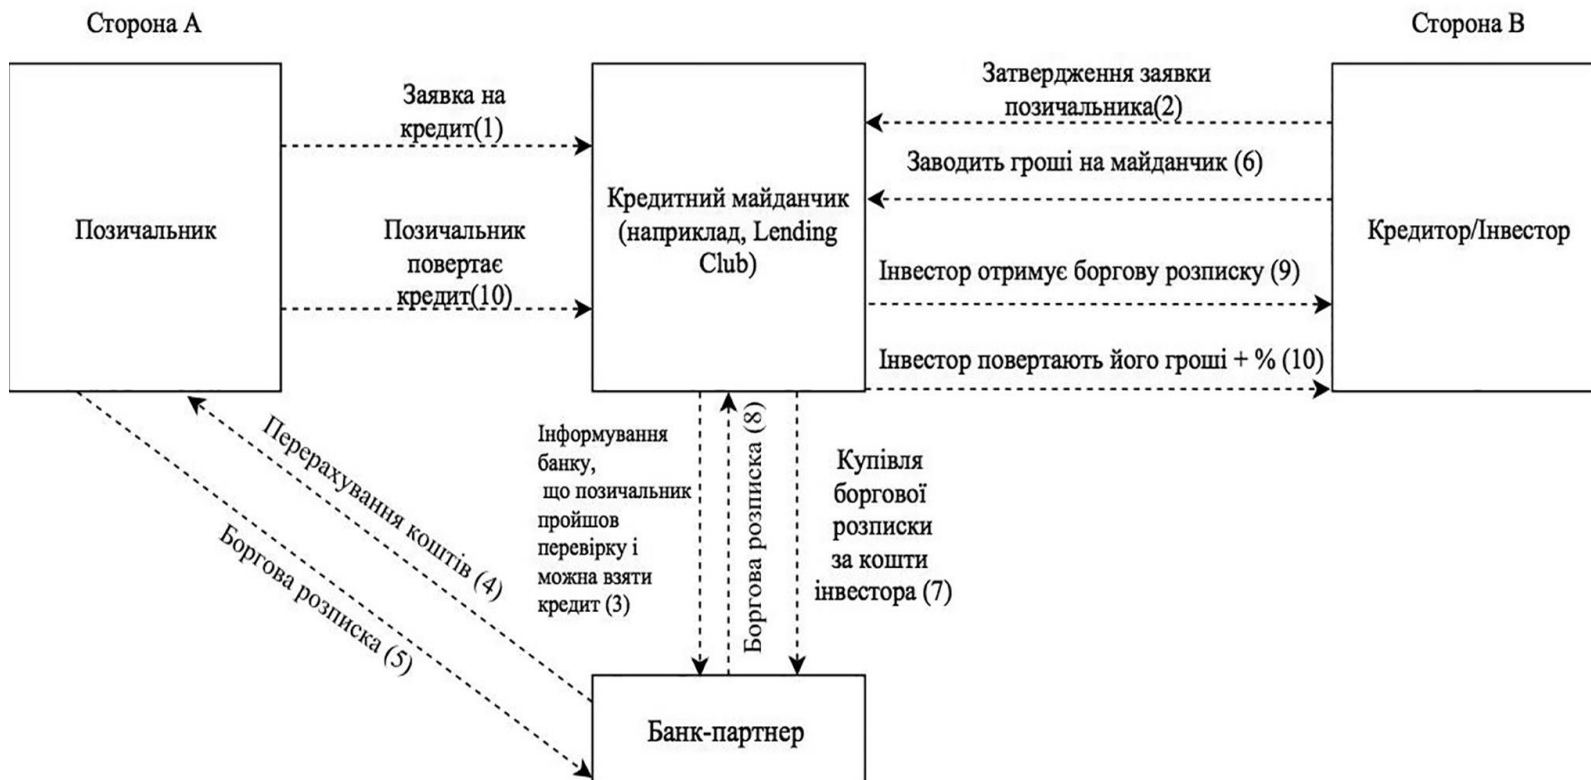 Сторона А
Сторона В
Заявка на
кредит(1)
Затвердження заявки
позичальника(2)
Заводить гроші на майданчик (6)
Позичальник
Позичальник
повертає
кредит(10)
Кредитний майданчик
(наприклад, Lending
Club)
Кредитор/Інвестор
Інвестор отримує боргову розписку (9)
Інвестор повертають його гроші + % (10)
Перерахування коштів (4)
Боргова розписка (5)
Інформування
банку,
що позичальник
пройшов
перевірку і
можна взяти
кредит (3)
Боргова розписка (8)
Купівля
боргової
розписки
за кошти
інвестора (7)
Банк-партнер